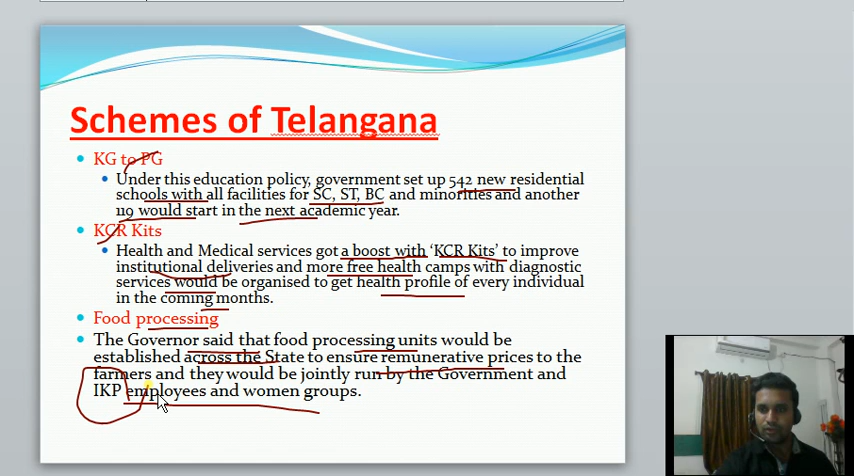 Schemes of Telangana
KG to PG
Under this education policy, government set up 542 new residential
schools with all facilities for SC, ST, BC and minorities and another
119 would start in the next academic year.
KCR Kits
Health and Medical services got a boost with ‘KCR Kits’ to improve
institutional deliveries and more free health camps with diagnostic
services would be organised to get health profile of every individual
in the coming months.
Food processing
The Governor said that food processing units would be
established across the State to ensure remunerative prices to the
farmers and they would be jointly run by the Government and
IKP employees and women groups.